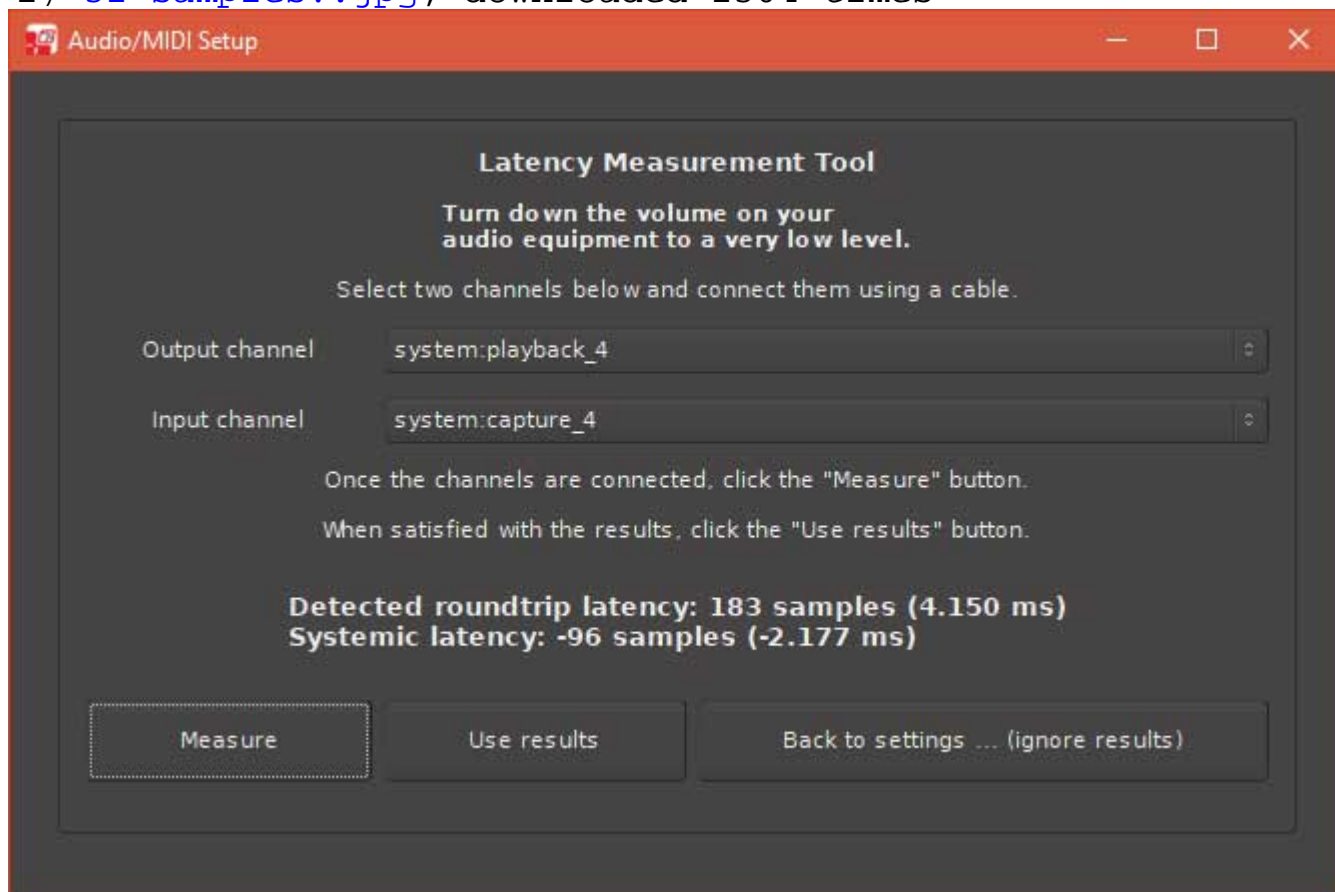 Audio/MIDI Setup
Latency Measurement Tool
Turn down the volume on your
audio equipment to a very low level.
Select two channels below and connect them using a cable.
Output channel system:playback_4
Input channel system:capture_4
Once the channels are connected, click the "Measure" button.
When satisfied with the results, click the "Use results" button.
Detected roundtrip latency: 183 samples (4.150 ms)
Systemic latency: -96 samples (-2.177 ms)
Measure Use results Back to settings ... (ignore results)